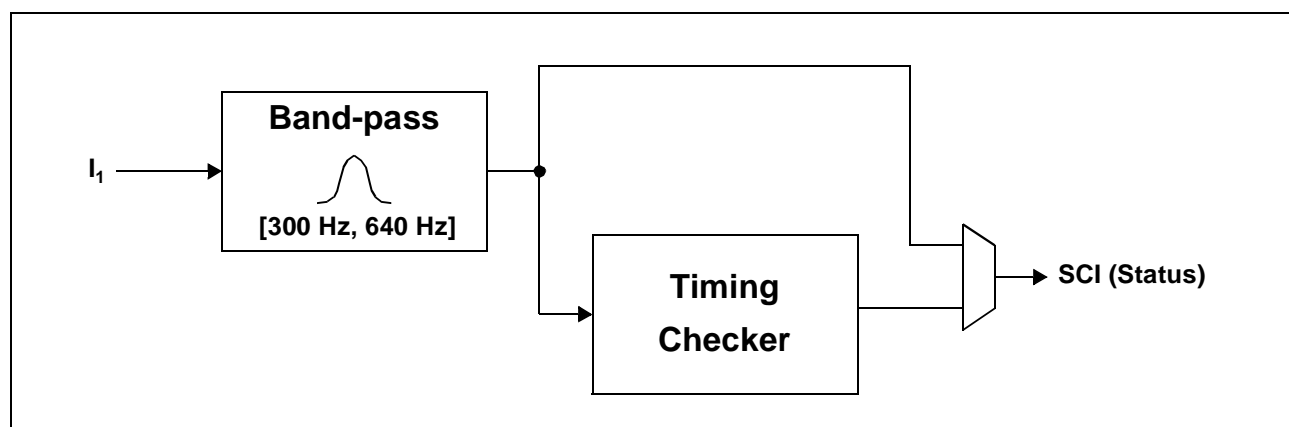 Band-pass
I₁
[300 Hz, 640 Hz]
Timing
Checker
SCI (Status)